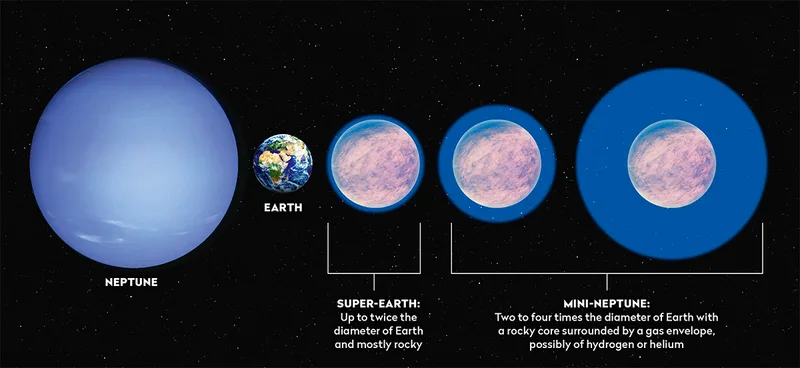 NEPTUNE
EARTH
SUPER-EARTH:
Up to twice the
diameter of Earth
and mostly rocky
MINI-NEPTUNE:
Two to four times the diameter of Earth with
a rocky core surrounded by a gas envelope,
possibly of hydrogen or helium